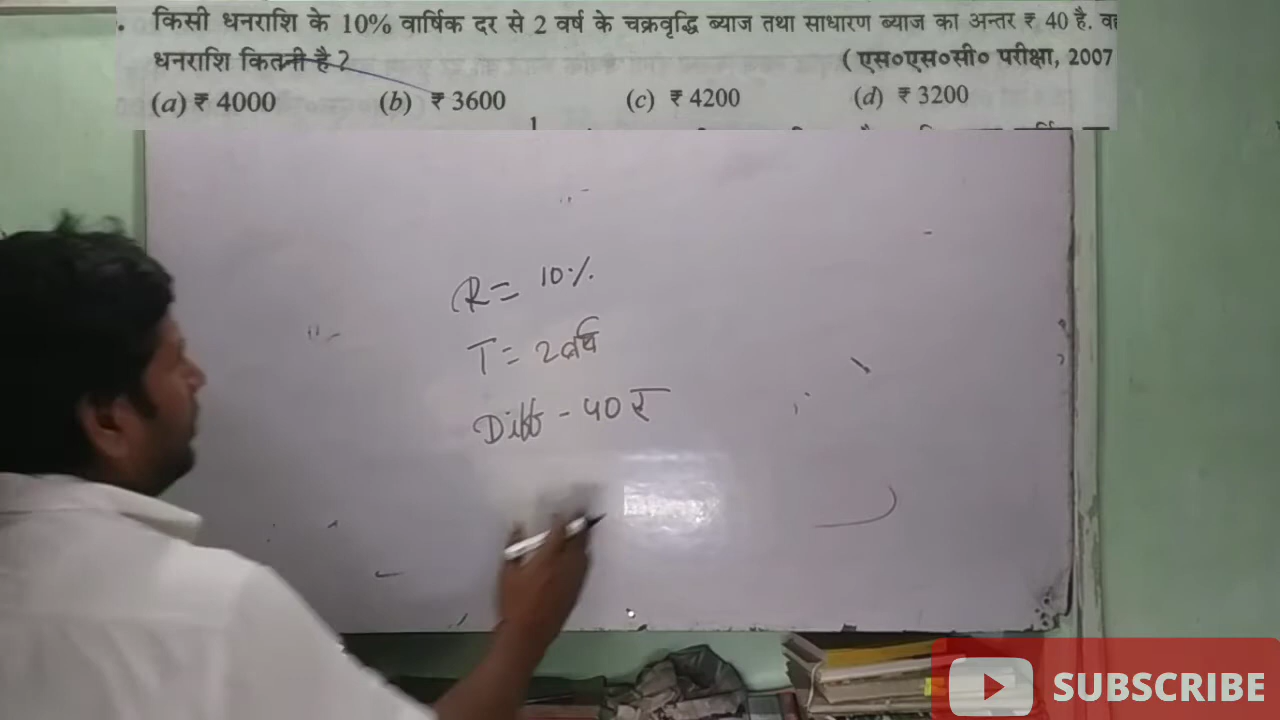 . किसी धनराशि के 10% वार्षिक दर से 2 वर्ष के चक्रवृद्धि ब्याज तथा साधारण ब्याज का अन्तर ₹ 40 है. वह
धनराशि कितनी है ? ( एस०एस०सी० परीक्षा, 2007
(a) ₹ 4000 (b) ₹ 3600 (c) ₹ 4200 (d) ₹ 3200
R = 10%
T = 2 वर्ष
Diff - 40 ₹
SUBSCRIBE